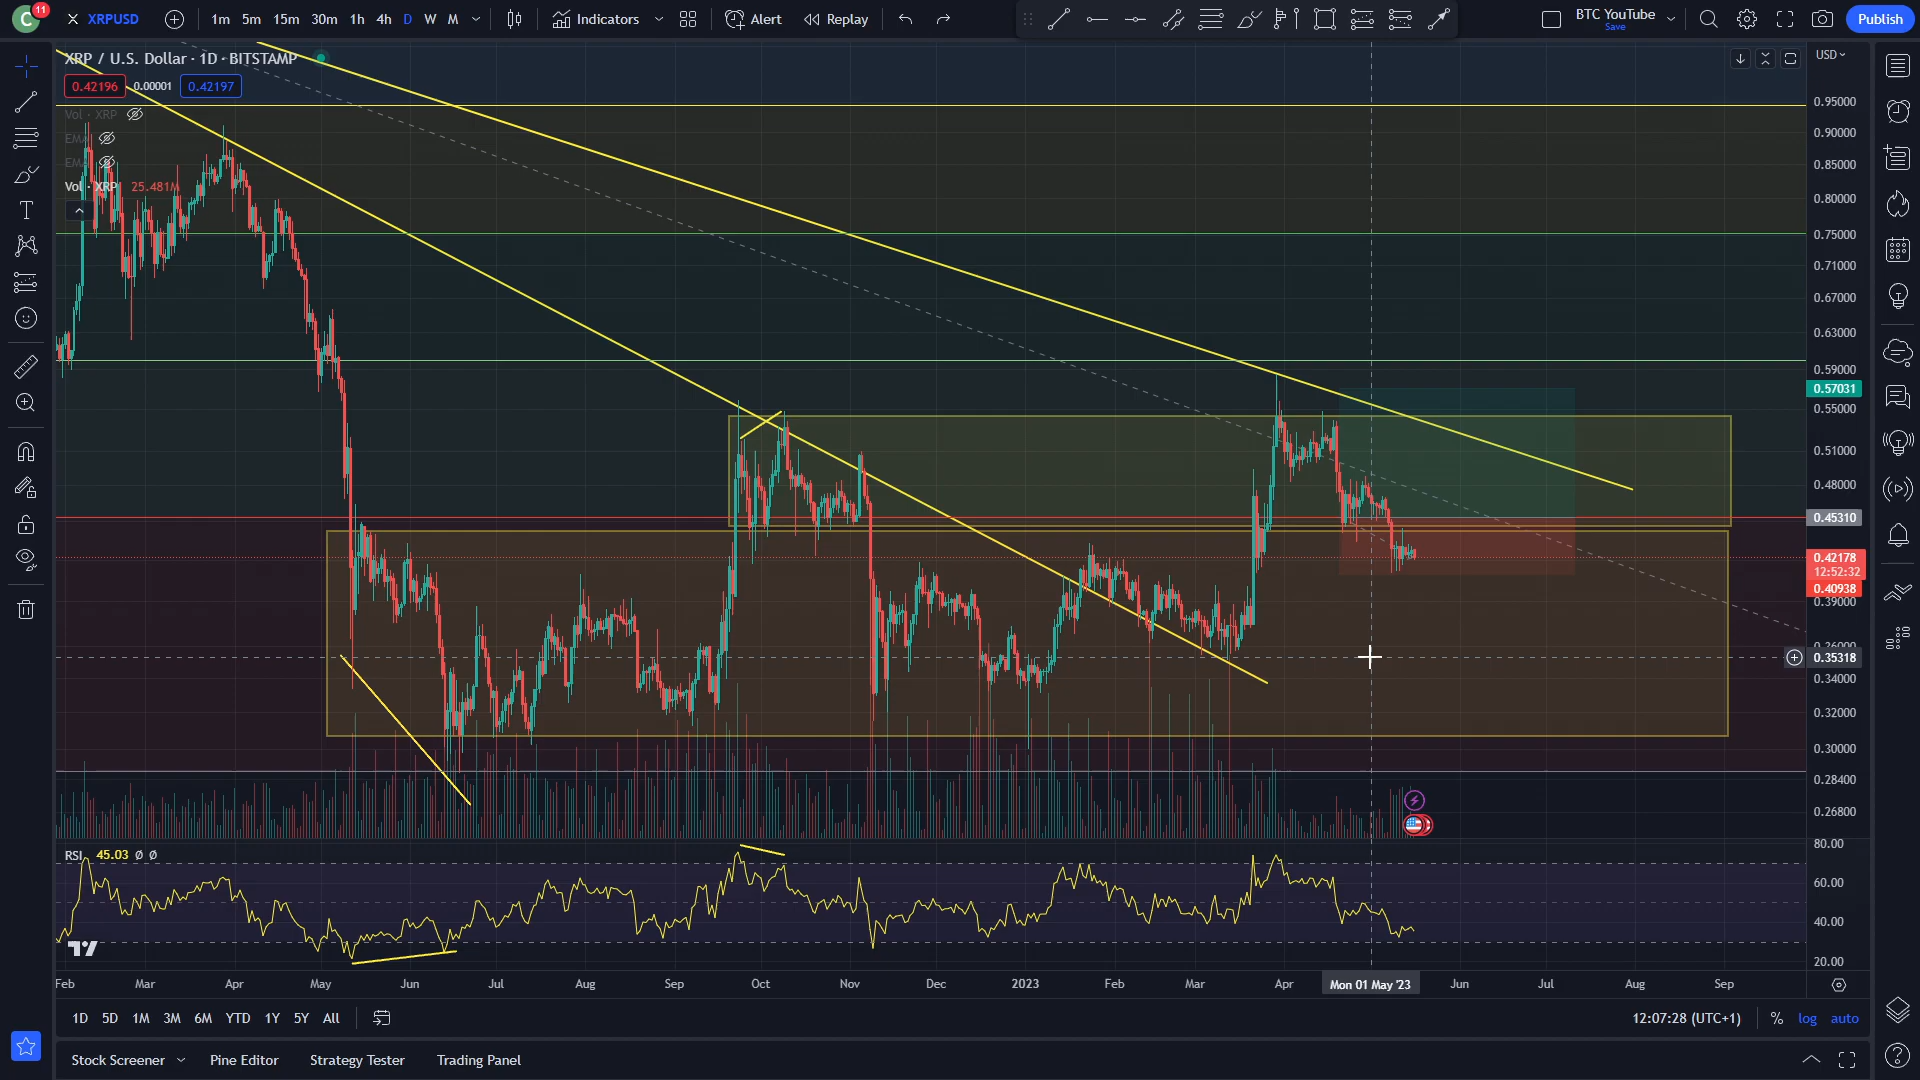 C 11 XRPUSD 1m 5m 15m 30m 1h 4h D W M Indicators Alert Replay BTC YouTube Save Publish
XRP / U.S. Dollar · 1D · BITSTAMP
USD
0.42196 0.00001 0.42197
Vol · XRP
EMA
EMA
Vol · XRP 25.481M
0.95000
0.90000
0.85000
0.80000
0.75000
0.71000
0.67000
0.63000
0.59000
0.57031
0.55000
0.51000
0.48000
0.45310
0.42178
12:52:32
0.40938
0.39000
0.36000
0.35318
0.34000
0.32000
0.30000
0.28400
0.26800
RSI 45.03 Ø Ø
80.00
60.00
40.00
20.00
Feb Mar Apr May Jun Jul Aug Sep Oct Nov Dec 2023 Feb Mar Apr Mon 01 May '23 Jun Jul Aug Sep
1D 5D 1M 3M 6M YTD 1Y 5Y All 12:07:28 (UTC+1) % log auto
Stock Screener Pine Editor Strategy Tester Trading Panel